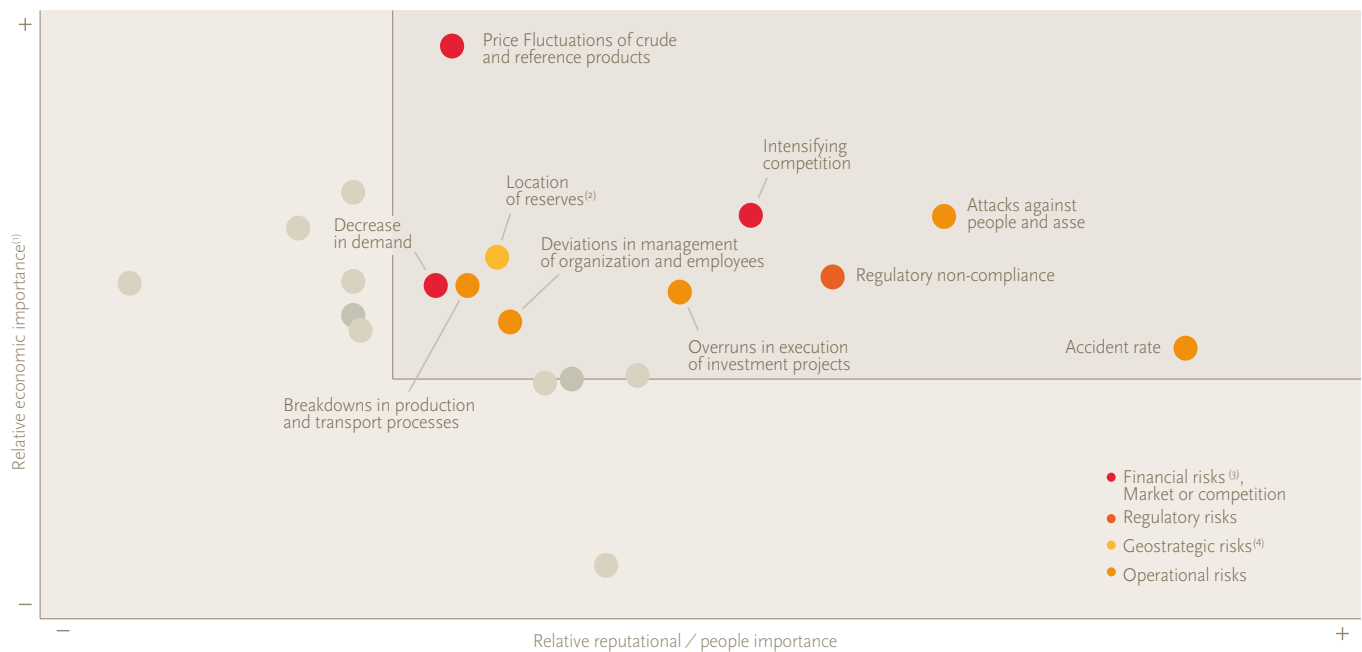 +
Price Fluctuations of crude
and reference products
Intensifying
competition
Location
of reserves(2)
Attacks against
people and asse
Decrease
in demand
Deviations in management
of organization and employees
Regulatory non-compliance
Overruns in execution
of investment projects
Accident rate
Breakdowns in production
and transport processes
Relative economic importance(1)
Financial risks (3),
Market or competition
Regulatory risks
Geostrategic risks(4)
Operational risks
–
–
Relative reputational / people importance
+